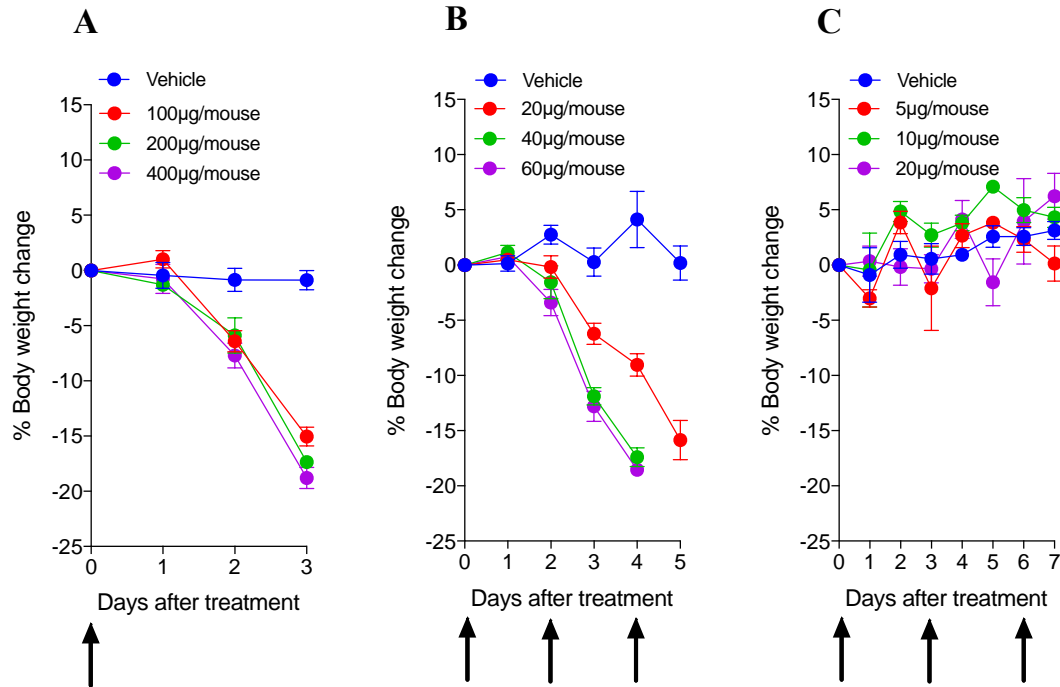 A
Vehicle
100µg/mouse
200µg/mouse
400µg/mouse
15
10
5
0
-5
-10
-15
-20
-25
% Body weight change
0 1 2 3
Days after treatment
B
Vehicle
20µg/mouse
40µg/mouse
60µg/mouse
15
10
5
0
-5
-10
-15
-20
-25
% Body weight change
0 1 2 3 4 5
Days after treatment
C
Vehicle
5µg/mouse
10µg/mouse
20µg/mouse
15
10
5
0
-5
-10
-15
-20
-25
% Body weight change
0 1 2 3 4 5 6 7
Days after treatment